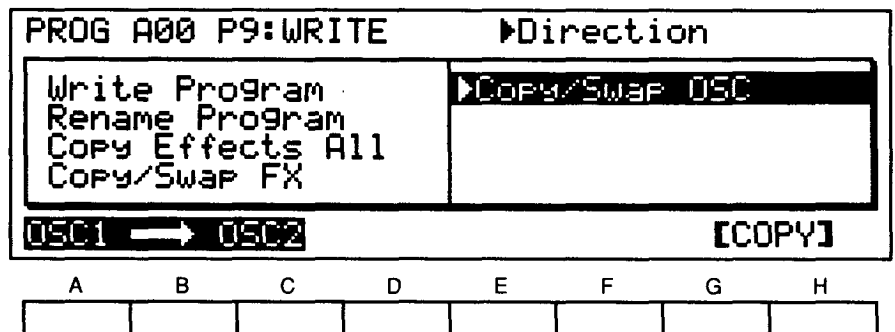 PROG A00 P9:WRITE ▶Direction
Write Program
Rename Program
Copy Effects All
Copy/Swap FX
▶Copy/Swap OSC
OSC1 ⟶ OSC2 [COPY]
A B C D E F G H